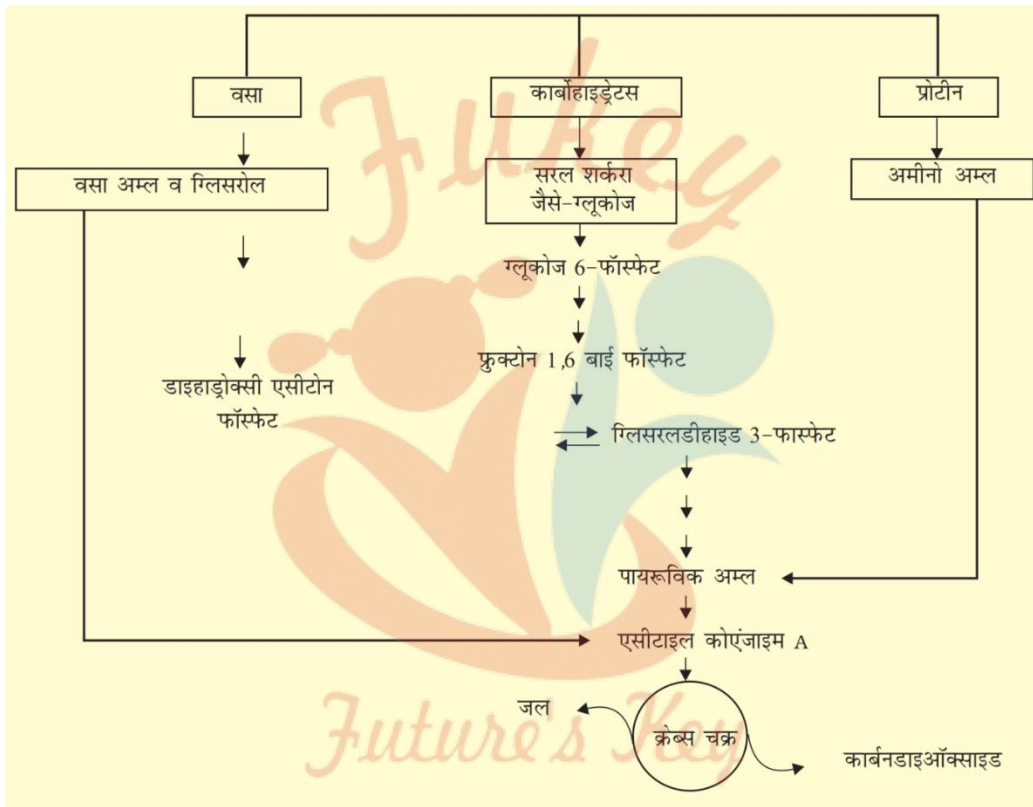 वसा
कार्बोहाइड्रेटस
प्रोटीन
वसा अम्ल व ग्लिसरोल
सरल शर्करा
जैसे-ग्लूकोज
अमीनो अम्ल
ग्लूकोज 6-फॉस्फेट
फ्रुक्टोन 1,6 बाई फॉस्फेट
डाइहाड्रोक्सी एसीटोन
फॉस्फेट
ग्लिसरलडीहाइड 3-फास्फेट
पायरूविक अम्ल
एसीटाइल कोएंजाइम A
जल
क्रेब्स चक्र
कार्बनडाइऑक्साइड
Fukey
Future's Key